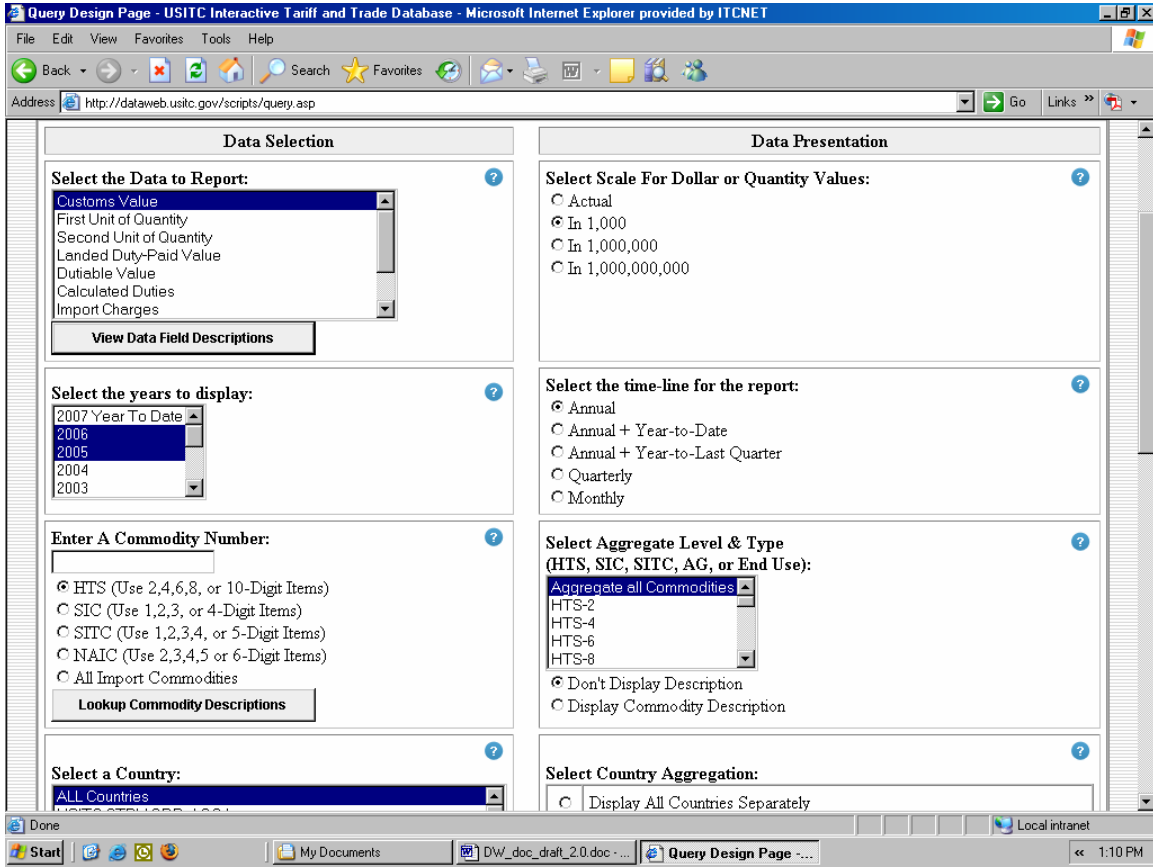 Query Design Page - USITC Interactive Tariff and Trade Database - Microsoft Internet Explorer provided by ITCNET
File Edit View Favorites Tools Help
Back Search Favorites
Address http://dataweb.usitc.gov/scripts/query.asp Go Links »
Data Selection
Data Presentation
Select the Data to Report:
Customs Value
First Unit of Quantity
Second Unit of Quantity
Landed Duty-Paid Value
Dutiable Value
Calculated Duties
Import Charges
View Data Field Descriptions
Select Scale For Dollar or Quantity Values:
Actual
In 1,000
In 1,000,000
In 1,000,000,000
Select the years to display:
2007 Year To Date
2006
2005
2004
2003
Select the time-line for the report:
Annual
Annual + Year-to-Date
Annual + Year-to-Last Quarter
Quarterly
Monthly
Enter A Commodity Number:
HTS (Use 2,4,6,8, or 10-Digit Items)
SIC (Use 1,2,3, or 4-Digit Items)
SITC (Use 1,2,3,4, or 5-Digit Items)
NAIC (Use 2,3,4,5 or 6-Digit Items)
All Import Commodities
Lookup Commodity Descriptions
Select Aggregate Level & Type
(HTS, SIC, SITC, AG, or End Use):
Aggregate all Commodities
HTS-2
HTS-4
HTS-6
HTS-8
Don't Display Description
Display Commodity Description
Select a Country:
ALL Countries
Select Country Aggregation:
Display All Countries Separately
Done Local intranet
Start My Documents DW_doc_draft_2.0.doc - ... Query Design Page -... « 1:10 PM